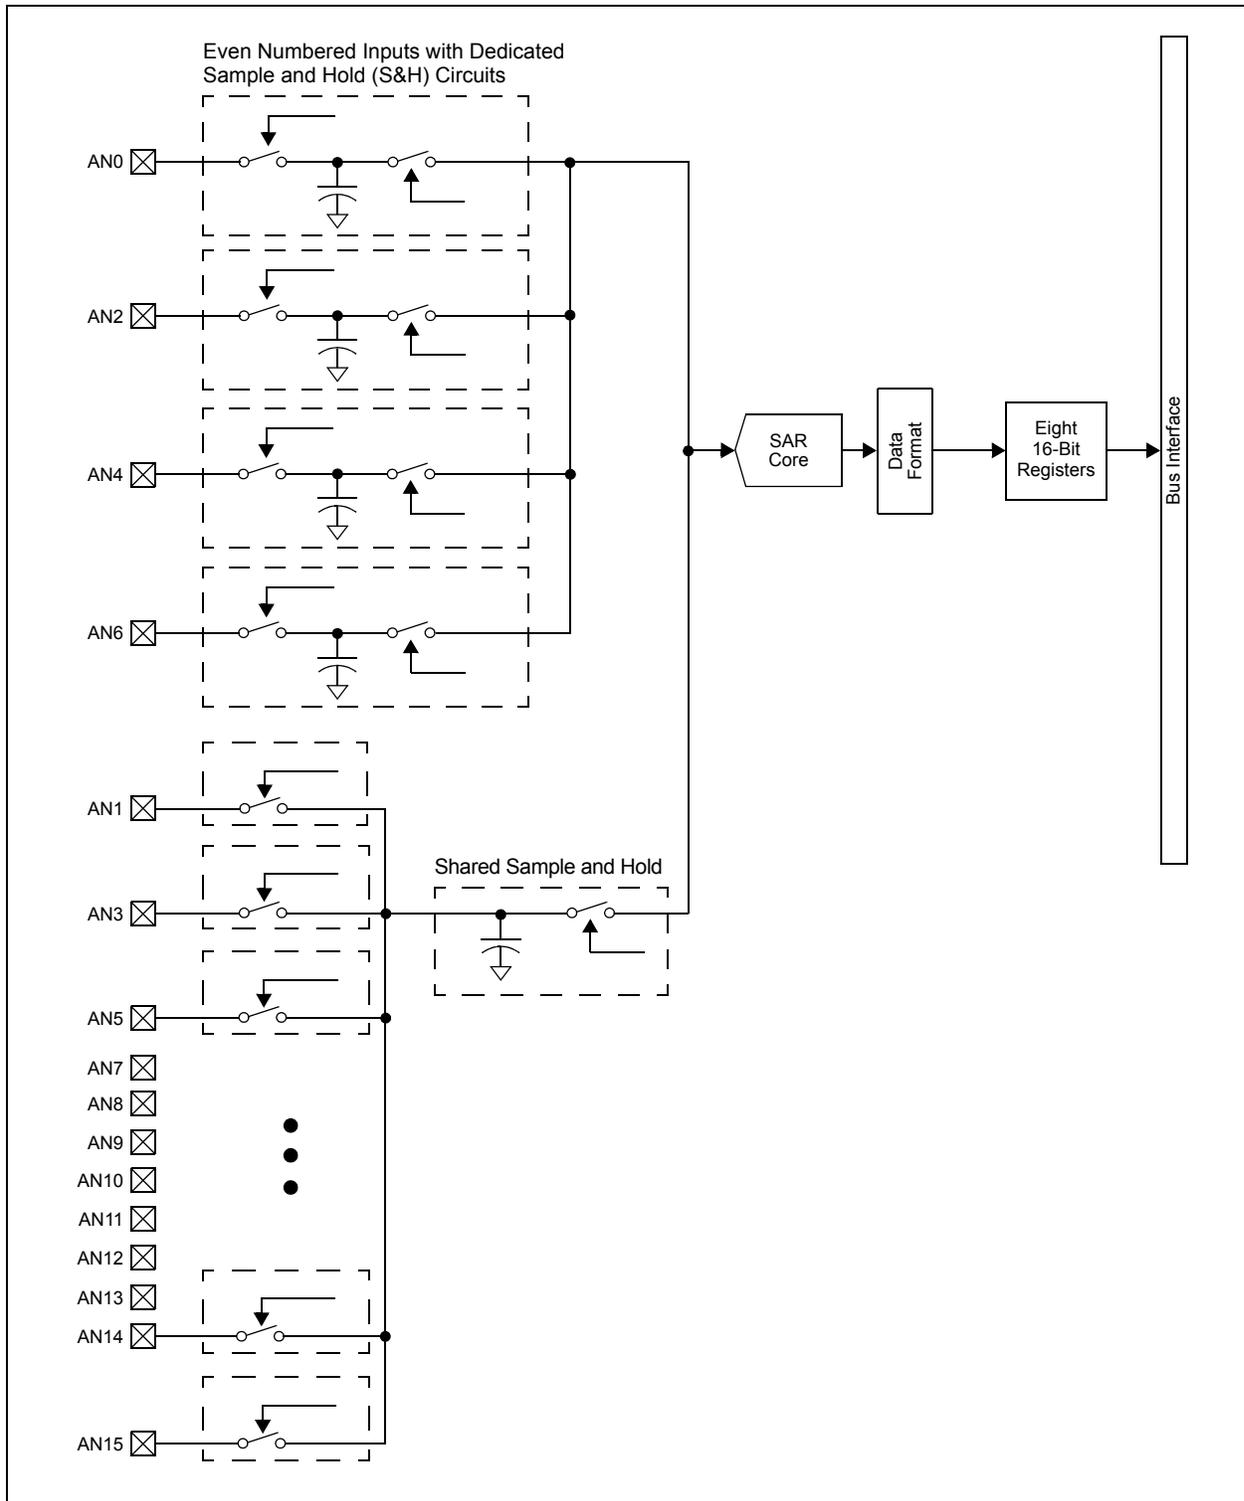 Even Numbered Inputs with Dedicated
Sample and Hold (S&H) Circuits
AN0
AN2
AN4
AN6
SAR
Core
Data
Format
Eight
16-Bit
Registers
Bus Interface
AN1
Shared Sample and Hold
AN3
AN5
AN7
AN8
AN9
AN10
AN11
AN12
AN13
AN14
AN15